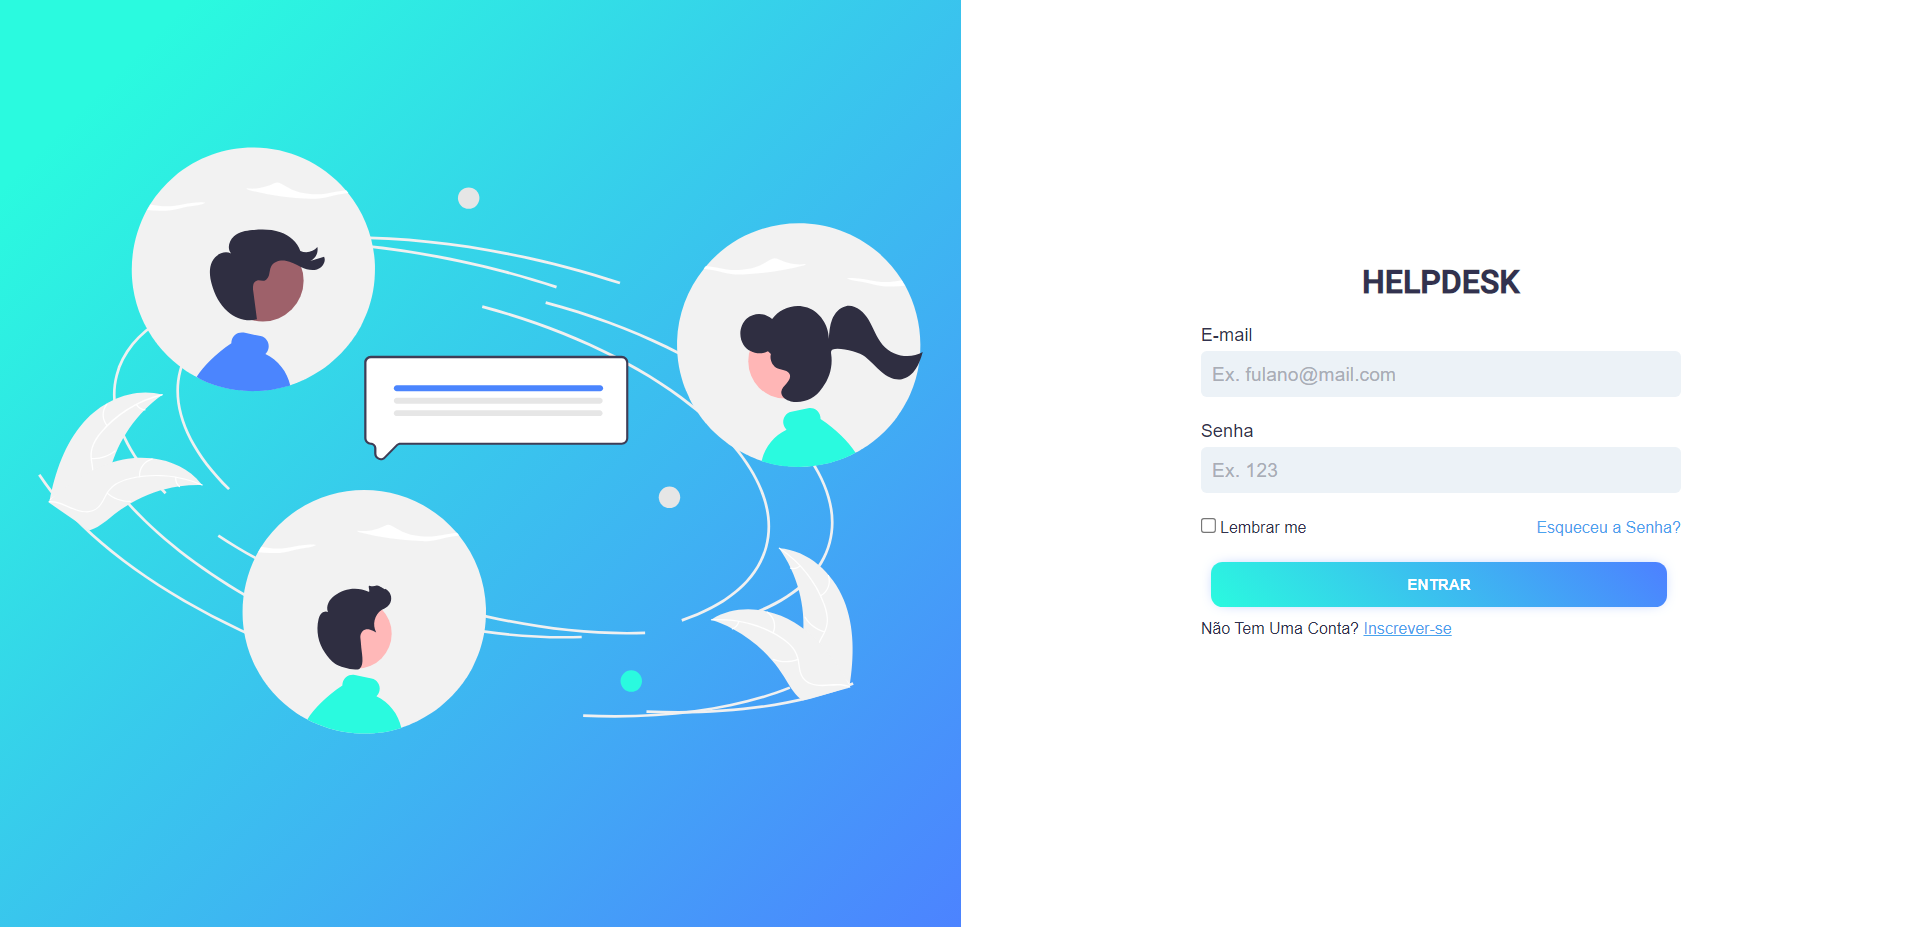 HELPDESK
E-mail
Ex. fulano@mail.com
Senha
Ex. 123
Lembrar me Esqueceu a Senha?
ENTRAR
Não Tem Uma Conta? Inscrever-se